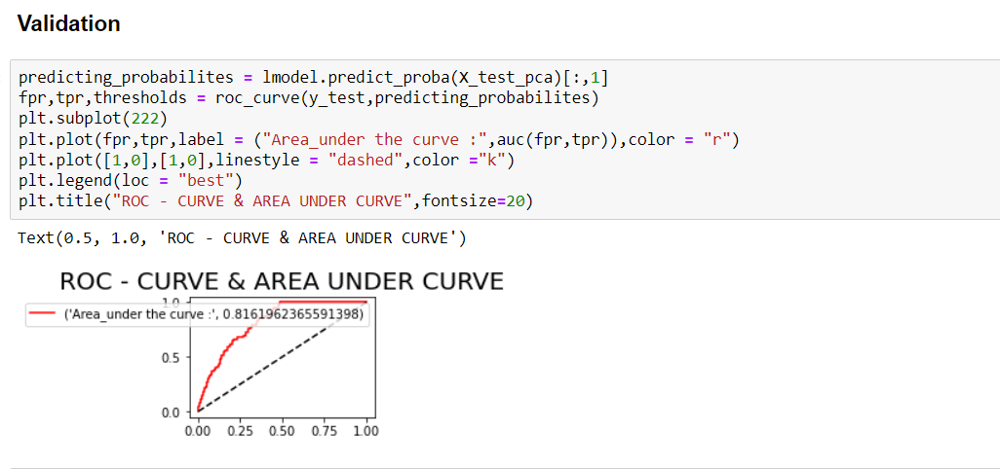 Validation
predicting_probabilites = lmodel.predict_proba(X_test_pca)[:,1]
fpr,tpr,thresholds = roc_curve(y_test,predicting_probabilites)
plt.subplot(222)
plt.plot(fpr,tpr,label = ("Area_under the curve :",auc(fpr,tpr)),color = "r")
plt.plot([1,0],[1,0],linestyle = "dashed",color ="k")
plt.legend(loc = "best")
plt.title("ROC - CURVE & AREA UNDER CURVE",fontsize=20)
Text(0.5, 1.0, 'ROC - CURVE & AREA UNDER CURVE')
ROC - CURVE & AREA UNDER CURVE
1.0
('Area_under the curve :', 0.8161962365591398)
0.5
0.0
0.00 0.25 0.50 0.75 1.00